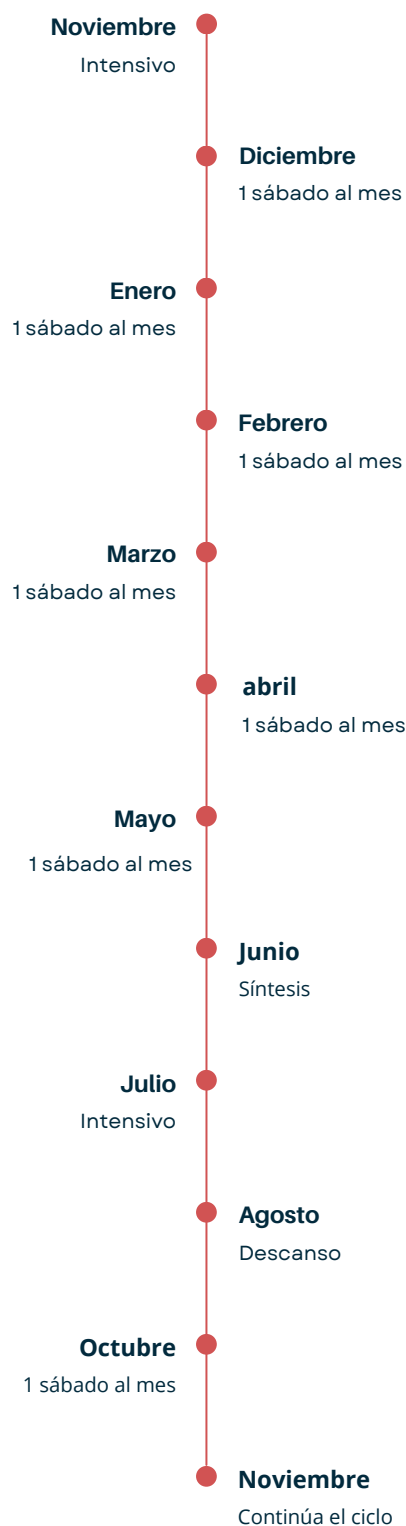 Noviembre
Intensivo
Diciembre
1 sábado al mes
Enero
1 sábado al mes
Febrero
1 sábado al mes
Marzo
1 sábado al mes
abril
1 sábado al mes
Mayo
1 sábado al mes
Junio
Síntesis
Julio
Intensivo
Agosto
Descanso
Octubre
1 sábado al mes
Noviembre
Continúa el ciclo